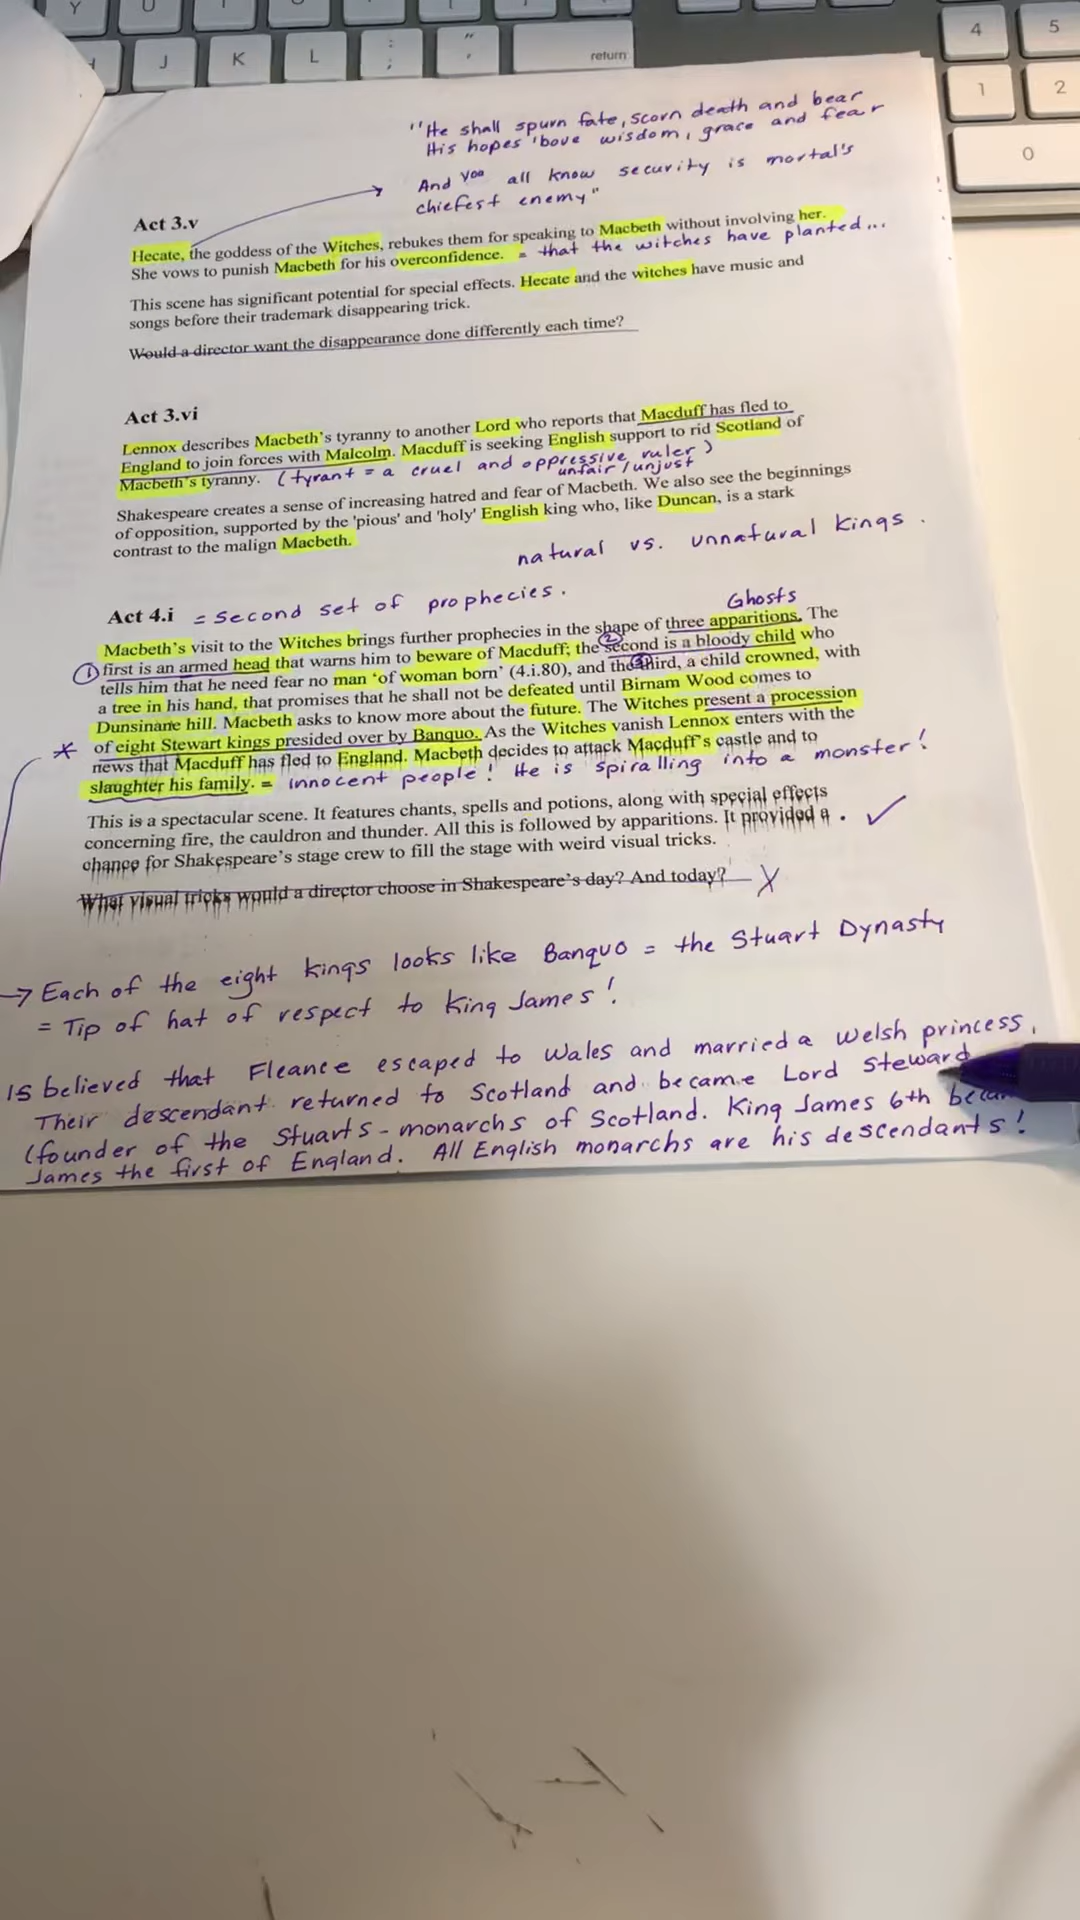 Y U
H J K L : ; " ' return
4 5
1 2
0
"He shall spurn fate, scorn death and bear
His hopes 'bove wisdom, grace and fear
And you all know security is mortal's
chiefest enemy"
Act 3.v
Hecate, the goddess of the Witches, rebukes them for speaking to Macbeth without involving her.
She vows to punish Macbeth for his overconfidence. = that the witches have planted...
This scene has significant potential for special effects. Hecate and the witches have music and
songs before their trademark disappearing trick.
Would a director want the disappearance done differently each time?
Act 3.vi
Lennox describes Macbeth's tyranny to another Lord who reports that Macduff has fled to
England to join forces with Malcolm. Macduff is seeking English support to rid Scotland of
Macbeth's tyranny. (tyrant = a cruel and oppressive ruler)
unfair/unjust
Shakespeare creates a sense of increasing hatred and fear of Macbeth. We also see the beginnings
of opposition, supported by the 'pious' and 'holy' English king who, like Duncan, is a stark
contrast to the malign Macbeth.
natural vs. unnatural kings.
Act 4.i = second set of prophecies.
Ghosts
Macbeth's visit to the Witches brings further prophecies in the shape of three apparitions. The
① first is an armed head that warns him to beware of Macduff; the ② second is a bloody child who
tells him that he need fear no man 'of woman born' (4.i.80), and the ③ third, a child crowned, with
a tree in his hand, that promises that he shall not be defeated until Birnam Wood comes to
Dunsinane hill. Macbeth asks to know more about the future. The Witches present a procession
* of eight Stewart kings presided over by Banquo. As the Witches vanish Lennox enters with the
news that Macduff has fled to England. Macbeth decides to attack Macduff's castle and to
slaughter his family. = innocent people! He is spiralling into a monster!
This is a spectacular scene. It features chants, spells and potions, along with special effects
concerning fire, the cauldron and thunder. All this is followed by apparitions. It provided a
chance for Shakespeare's stage crew to fill the stage with weird visual tricks.
What visual tricks would a director choose in Shakespeare's day? And today? X
→ Each of the eight kings looks like Banquo = the Stuart Dynasty
= Tip of hat of respect to King James!
is believed that Fleance escaped to Wales and married a Welsh princess.
Their descendant returned to Scotland and became Lord Steward
(founder of the Stuarts - monarchs of Scotland. King James 6th
James the first of England. All English monarchs are his descendants!